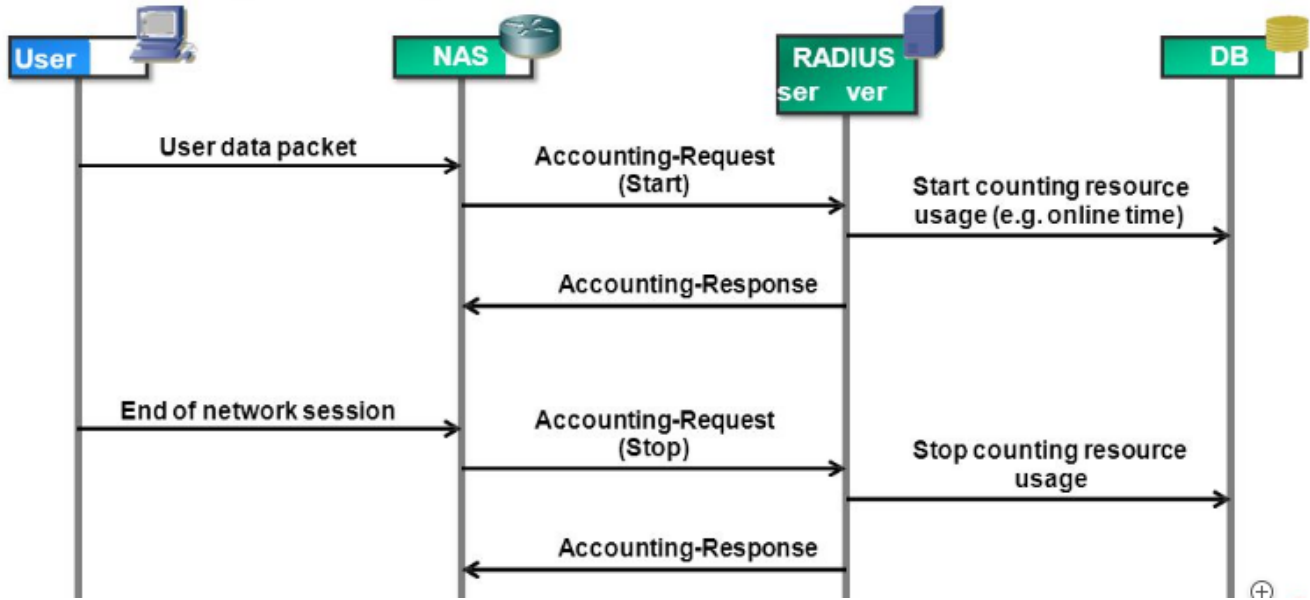 User
NAS
RADIUS
ser ver
DB
User data packet
Accounting-Request
(Start)
Start counting resource
usage (e.g. online time)
Accounting-Response
End of network session
Accounting-Request
(Stop)
Stop counting resource
usage
Accounting-Response